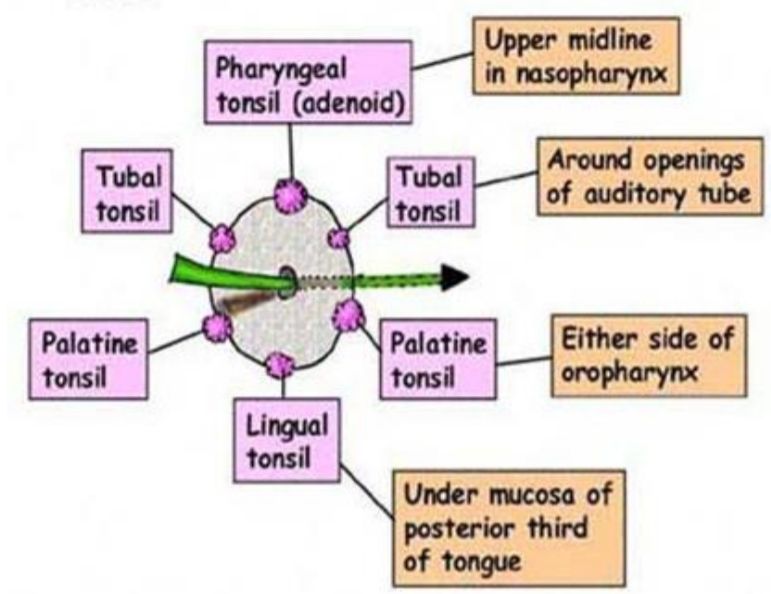 Upper midline
in nasopharynx
Pharyngeal
tonsil (adenoid)
Tubal
tonsil
Tubal
tonsil
Around openings
of auditory tube
Palatine
tonsil
Palatine
tonsil
Either side of
oropharynx
Lingual
tonsil
Under mucosa of
posterior third
of tongue